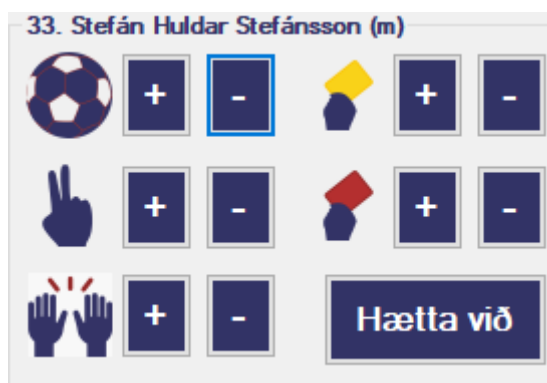 33. Stefán Huldar Stefánsson (m)
+ - + -
+ - + -
+ - Hætta við